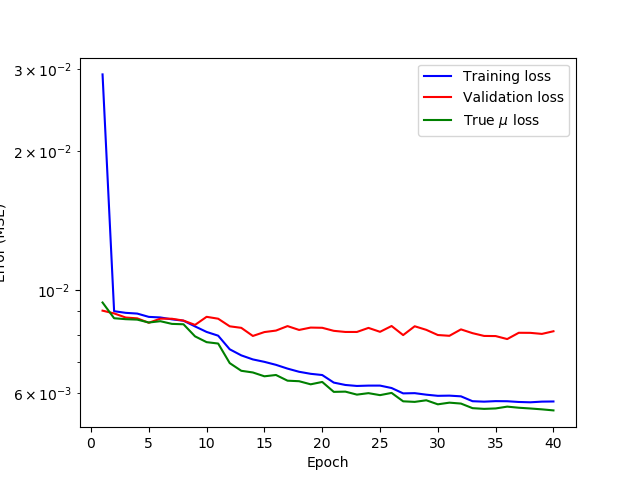 3 × 10⁻²
2 × 10⁻²
10⁻²
6 × 10⁻³
Error (MSE)
0 5 10 15 20 25 30 35 40
Epoch
Training loss
Validation loss
True μ loss